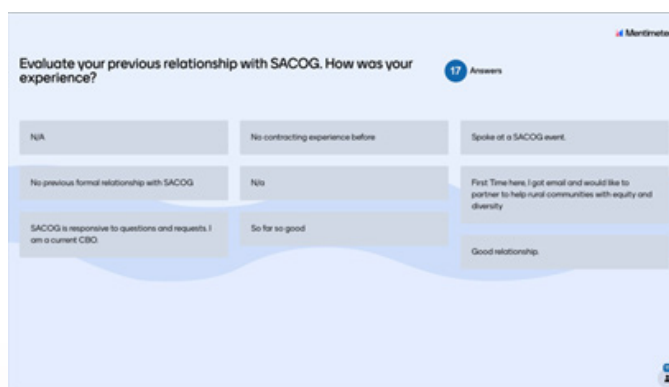 Mentimeter
Evaluate your previous relationship with SACOG. How was your
experience?
17 Answers
N/A
No contracting experience before
Spoke at a SACOG event.
No previous formal relationship with SACOG
N/a
First Time here, I got email and would like to
partner to help rural communities with equity and
diversity
SACOG is responsive to questions and requests. I
am a current CBO.
So far so good
Good relationship.